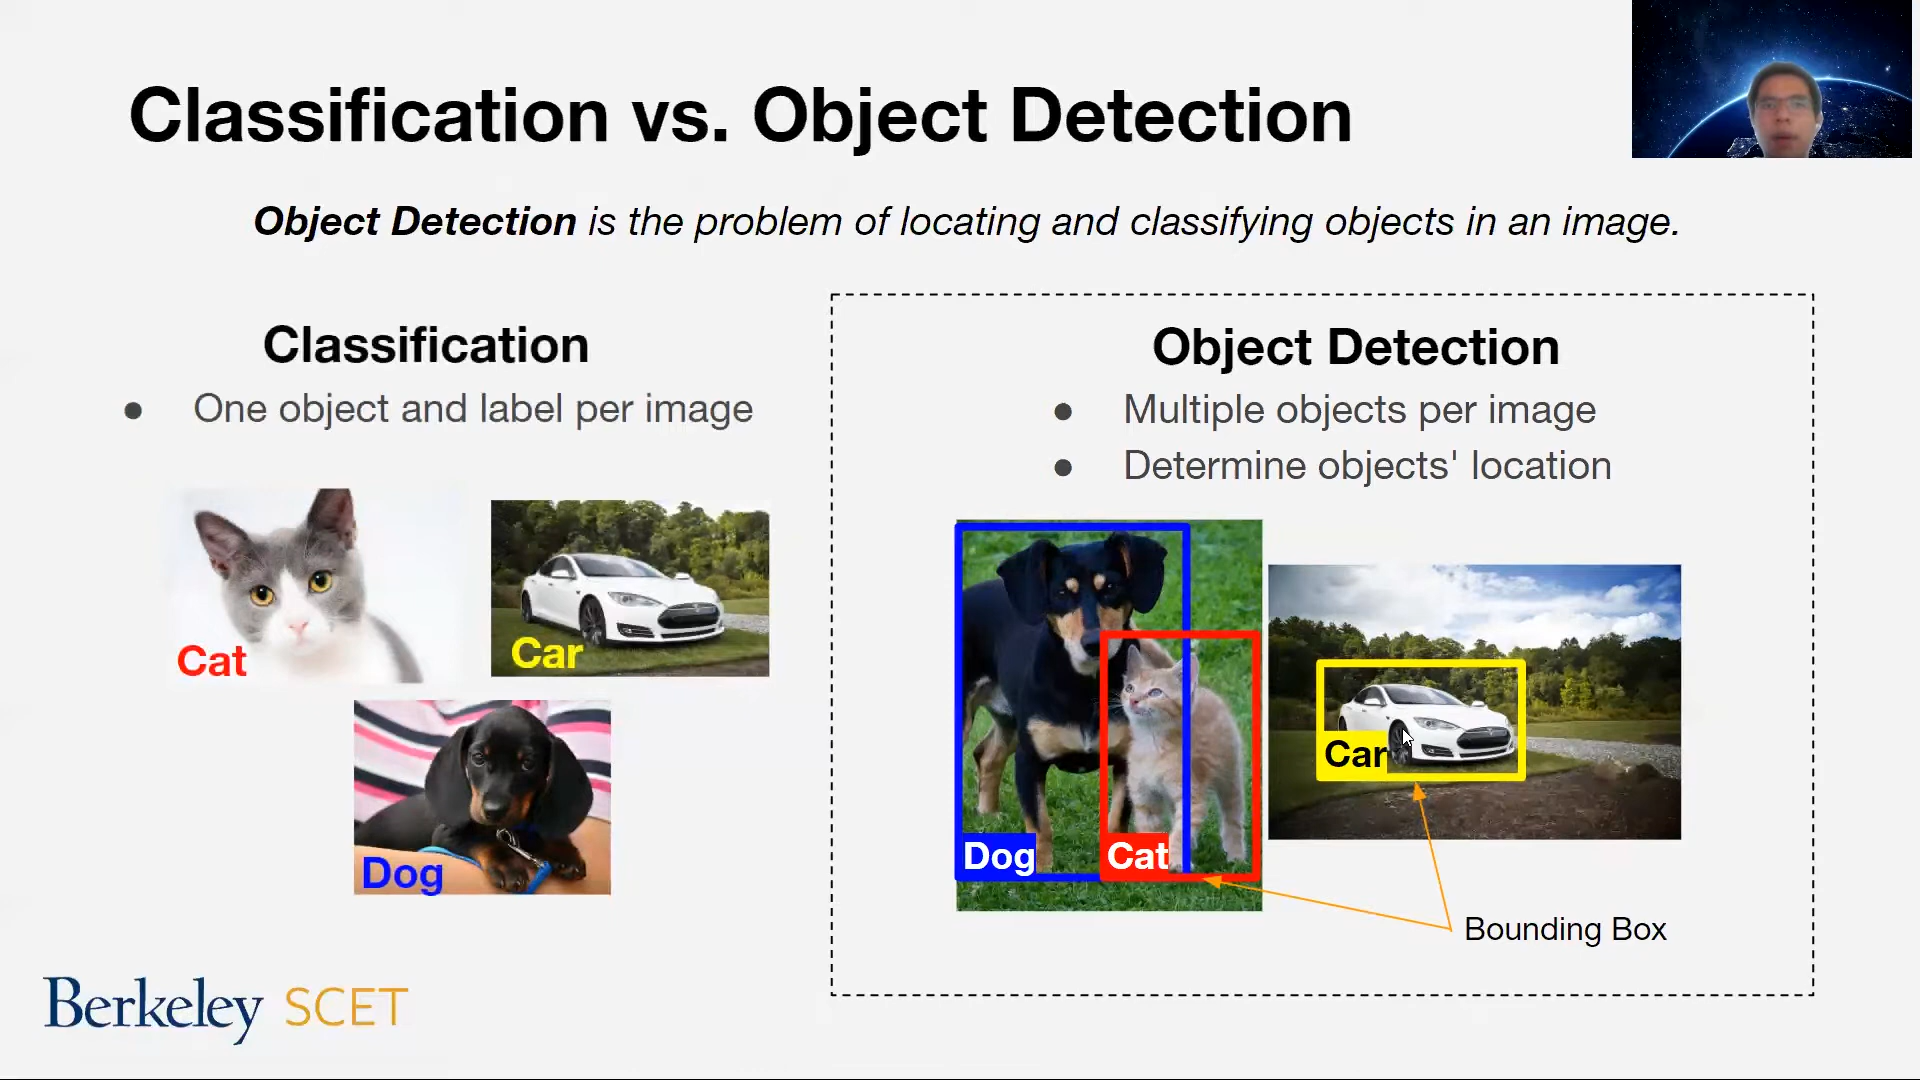 Classification vs. Object Detection
Object Detection is the problem of locating and classifying objects in an image.
Classification
● One object and label per image
Cat
Car
Dog
Object Detection
● Multiple objects per image
● Determine objects' location
Dog
Cat
Car
Bounding Box
Berkeley SCET